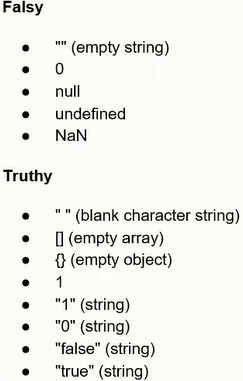 Falsy
● "" (empty string)
● 0
● null
● undefined
● NaN
Truthy
● " " (blank character string)
● [] (empty array)
● {} (empty object)
● 1
● "1" (string)
● "0" (string)
● "false" (string)
● "true" (string)